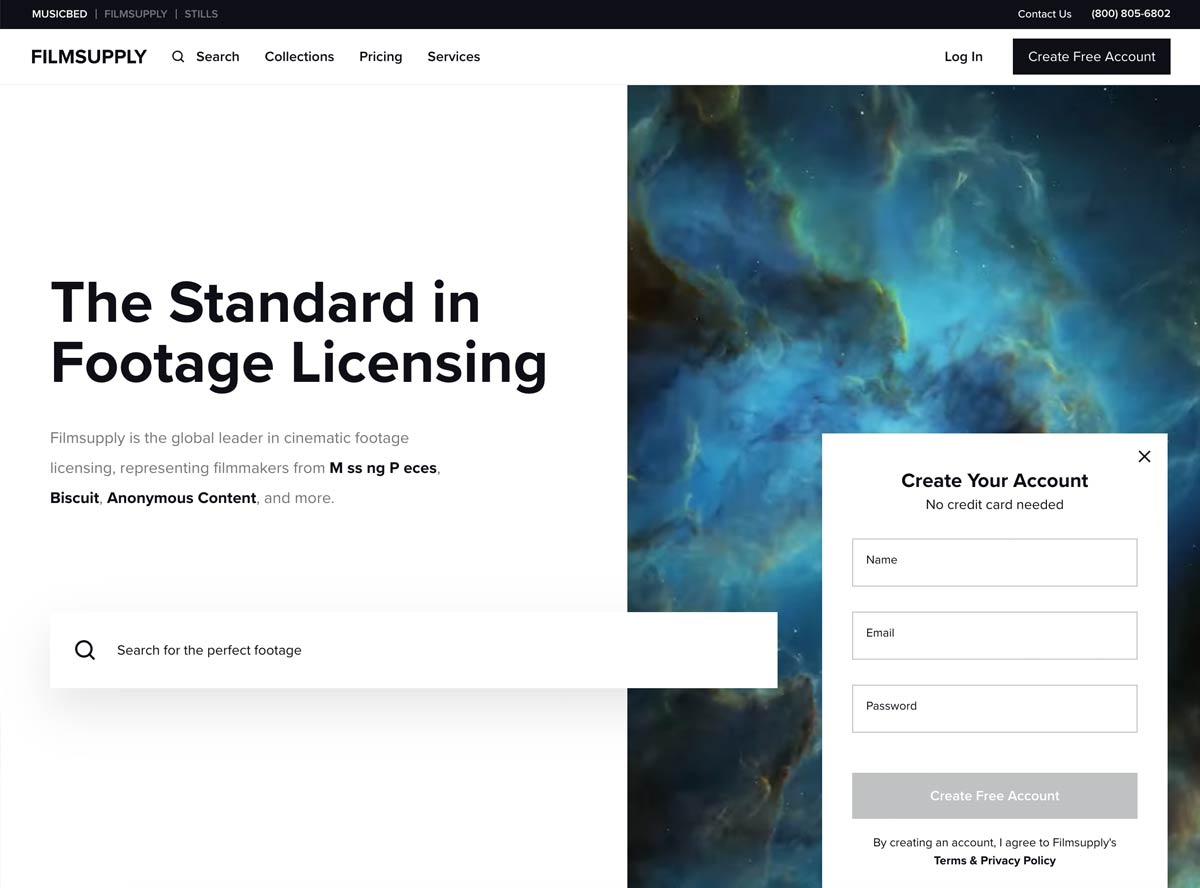 MUSICBED | FILMSUPPLY | STILLS
Contact Us (800) 805-6802
FILMSUPPLY Search Collections Pricing Services Log In Create Free Account
The Standard in
Footage Licensing
Filmsupply is the global leader in cinematic footage
licensing, representing filmmakers from M ss ng P eces,
Biscuit, Anonymous Content, and more.
Search for the perfect footage
Create Your Account
No credit card needed
Name
Email
Password
Create Free Account
By creating an account, I agree to Filmsupply's
Terms & Privacy Policy